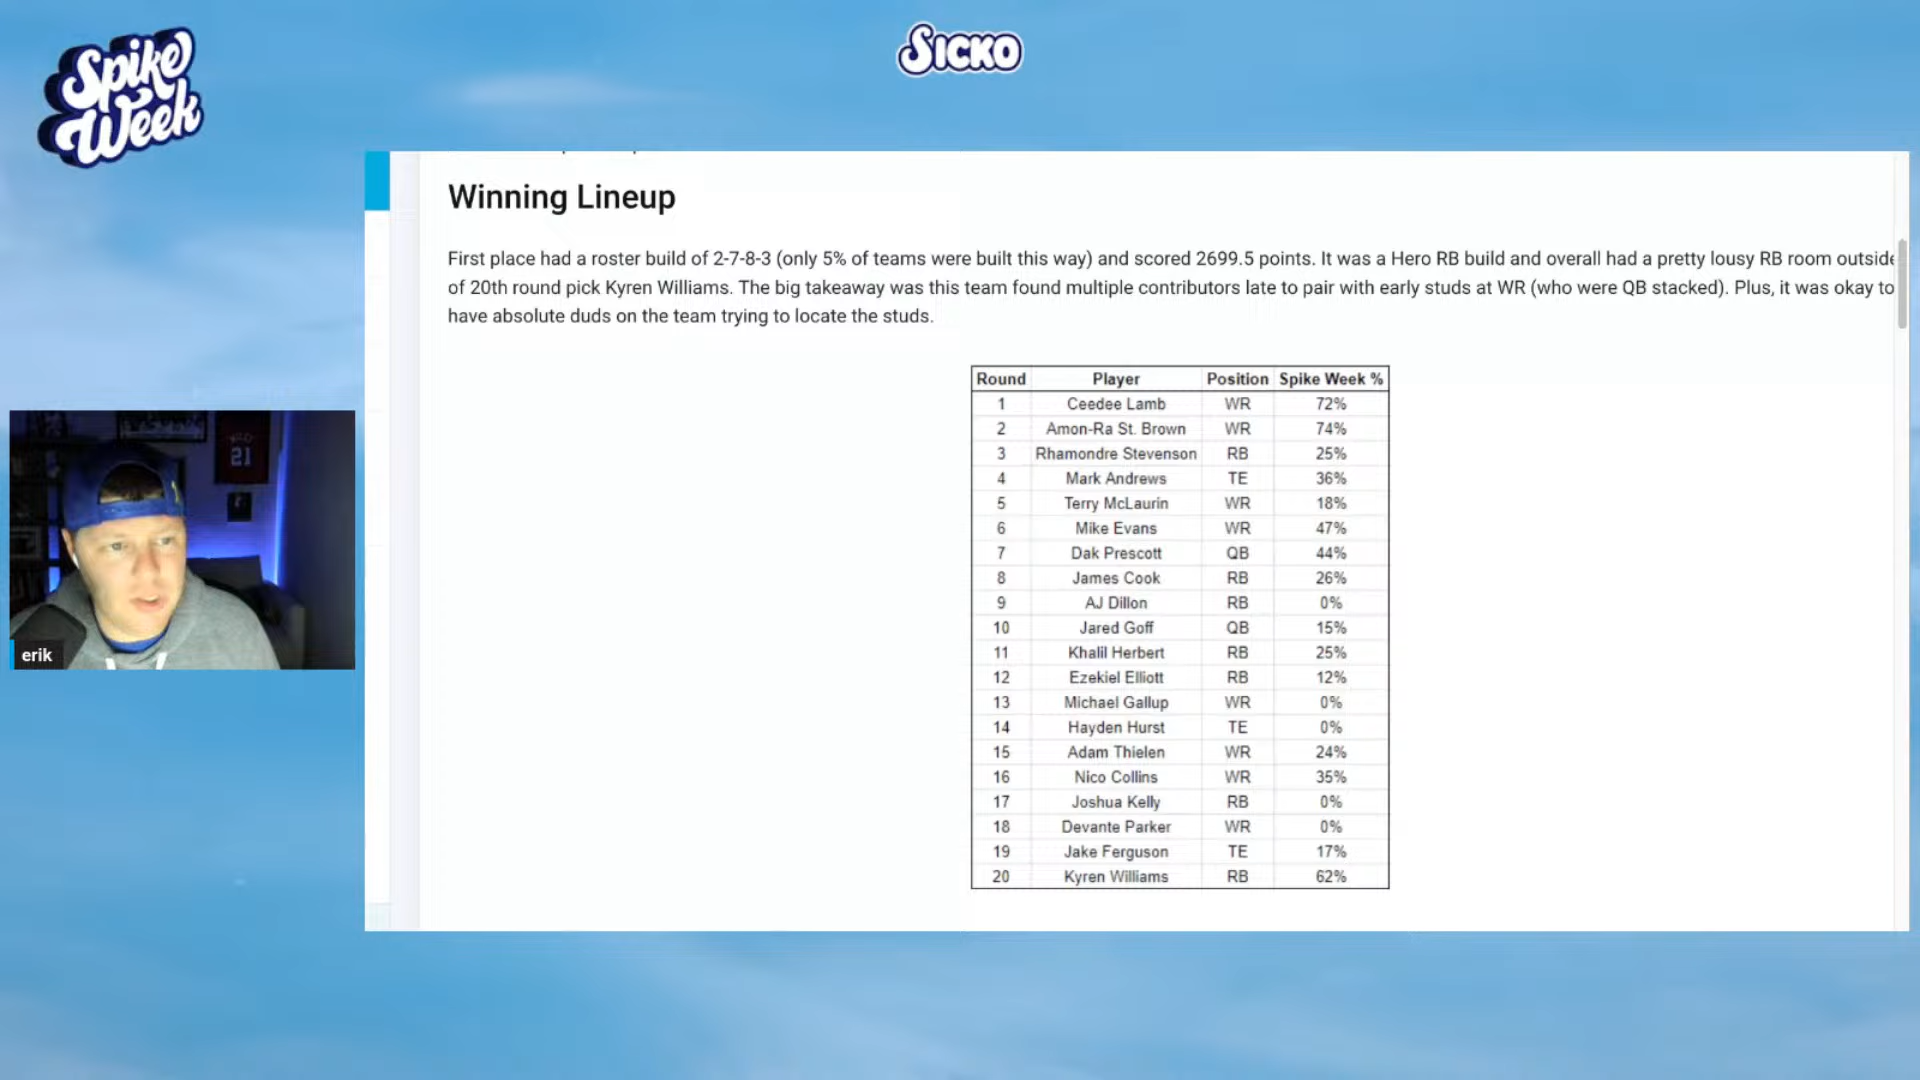 Spike
Week
SICKO
Winning Lineup
First place had a roster build of 2-7-8-3 (only 5% of teams were built this way) and scored 2699.5 points. It was a Hero RB build and overall had a pretty lousy RB room outside
of 20th round pick Kyren Williams. The big takeaway was this team found multiple contributors late to pair with early studs at WR (who were QB stacked). Plus, it was okay to
have absolute duds on the team trying to locate the studs.
Round Player Position Spike Week %
1 Ceedee Lamb WR 72%
2 Amon-Ra St. Brown WR 74%
3 Rhamondre Stevenson RB 25%
4 Mark Andrews TE 36%
5 Terry McLaurin WR 18%
6 Mike Evans WR 47%
7 Dak Prescott QB 44%
8 James Cook RB 26%
9 AJ Dillon RB 0%
10 Jared Goff QB 15%
11 Khalil Herbert RB 25%
12 Ezekiel Elliott RB 12%
13 Michael Gallup WR 0%
14 Hayden Hurst TE 0%
15 Adam Thielen WR 24%
16 Nico Collins WR 35%
17 Joshua Kelly RB 0%
18 Devante Parker WR 0%
19 Jake Ferguson TE 17%
20 Kyren Williams RB 62%
21
erik